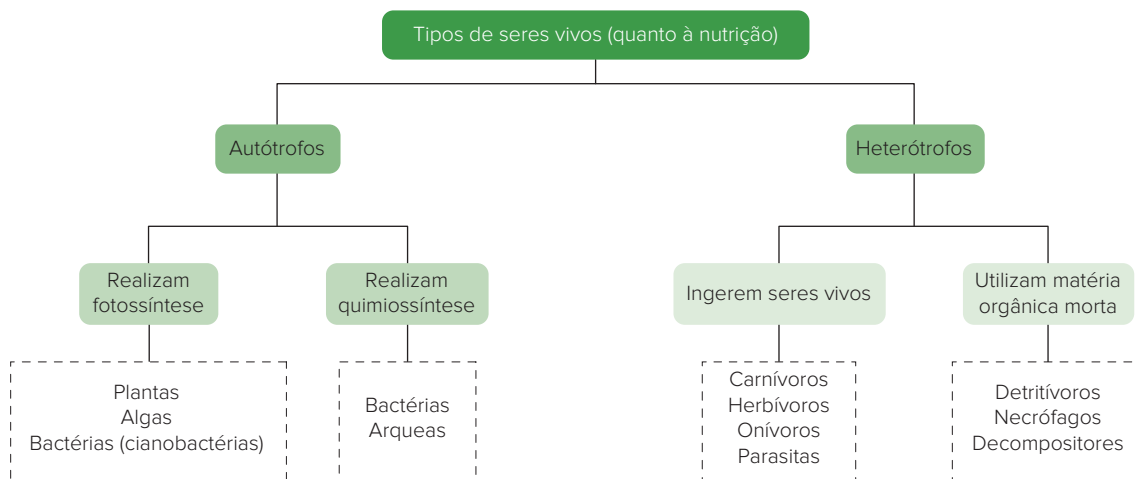 Tipos de seres vivos (quanto à nutrição)
Autótrofos
Heterótrofos
Realizam
fotossíntese
Realizam
quimiossíntese
Ingerem seres vivos
Utilizam matéria
orgânica morta
Plantas
Algas
Bactérias (cianobactérias)
Bactérias
Arqueas
Carnívoros
Herbívoros
Onívoros
Parasitas
Detritívoros
Necrófagos
Decompositores